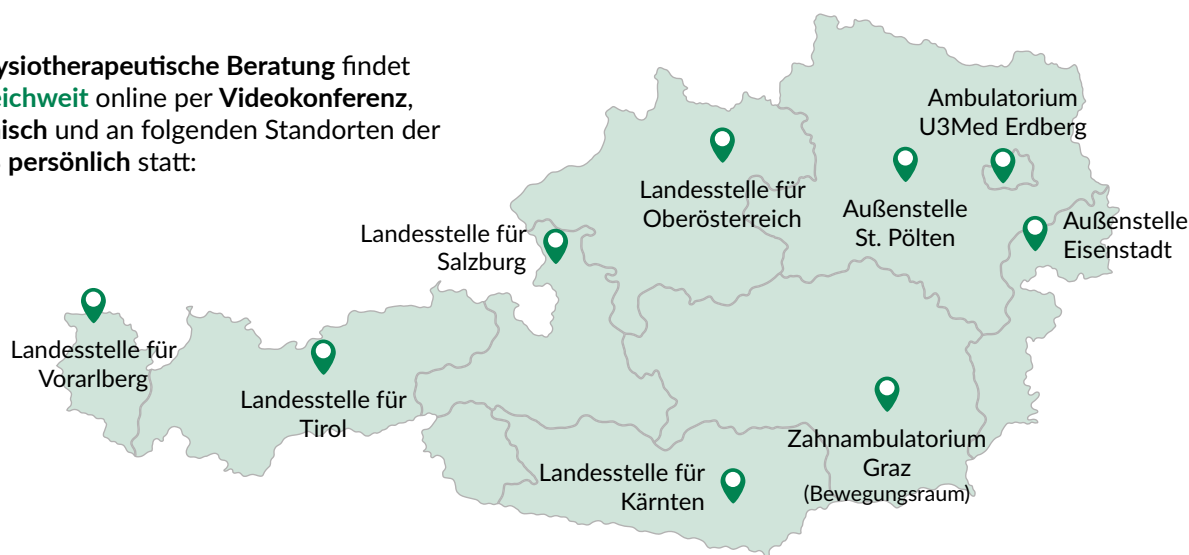 ysiotherapeutische Beratung findet
eichweit online per Videokonferenz,
isch und an folgenden Standorten der
persönlich statt:
Ambulatorium
U3Med Erdberg
Landesstelle für
Oberösterreich
Außenstelle
St. Pölten
Außenstelle
Eisenstadt
Landesstelle für
Salzburg
Landesstelle für
Vorarlberg
Landesstelle für
Tirol
Zahnambulatorium
Graz
(Bewegungsraum)
Landesstelle für
Kärnten